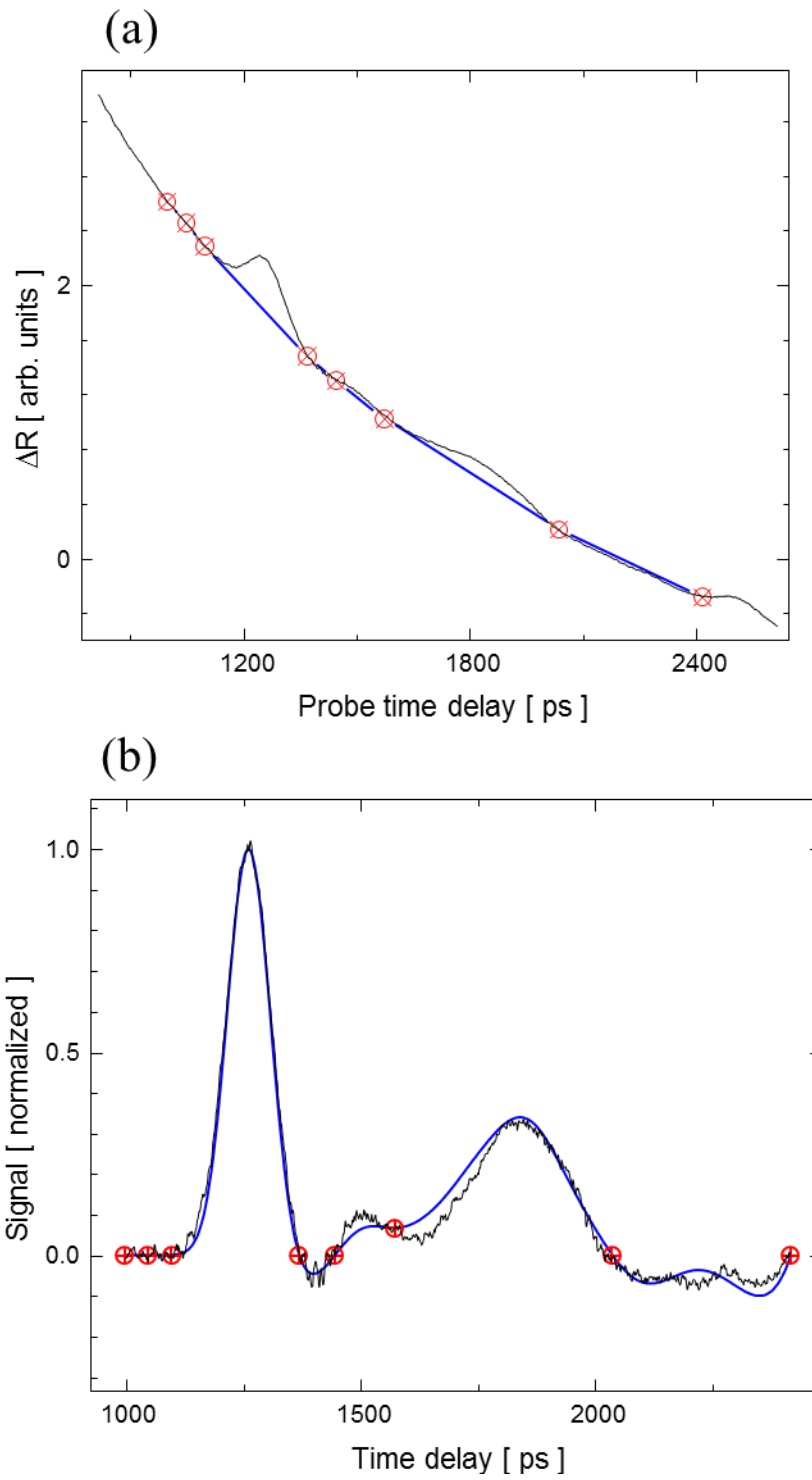 (a)
ΔR [ arb. units ]
2
0
1200 1800 2400
Probe time delay [ ps ]
(b)
Signal [ normalized ]
1.0
0.5
0.0
1000 1500 2000
Time delay [ ps ]